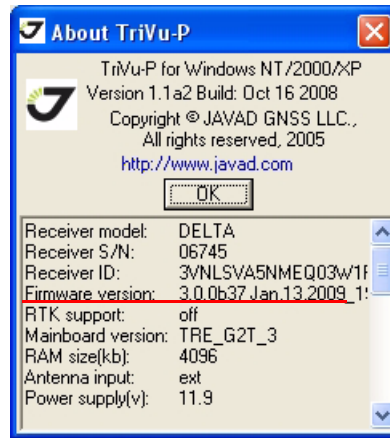 About TriVu-P
TriVu-P for Windows NT/2000/XP
Version 1.1a2 Build: Oct 16 2008
Copyright © JAVAD GNSS LLC.,
All rights reserved, 2005
http://www.javad.com
OK
Receiver model: DELTA
Receiver S/N: 06745
Receiver ID: 3VNLSVA5NMEQ03W1
Firmware version: 3.0.0b37 Jan.13.2009_1
RTK support: off
Mainboard version: TRE_G2T_3
RAM size(kb): 4096
Antenna input: ext
Power supply(v): 11.9